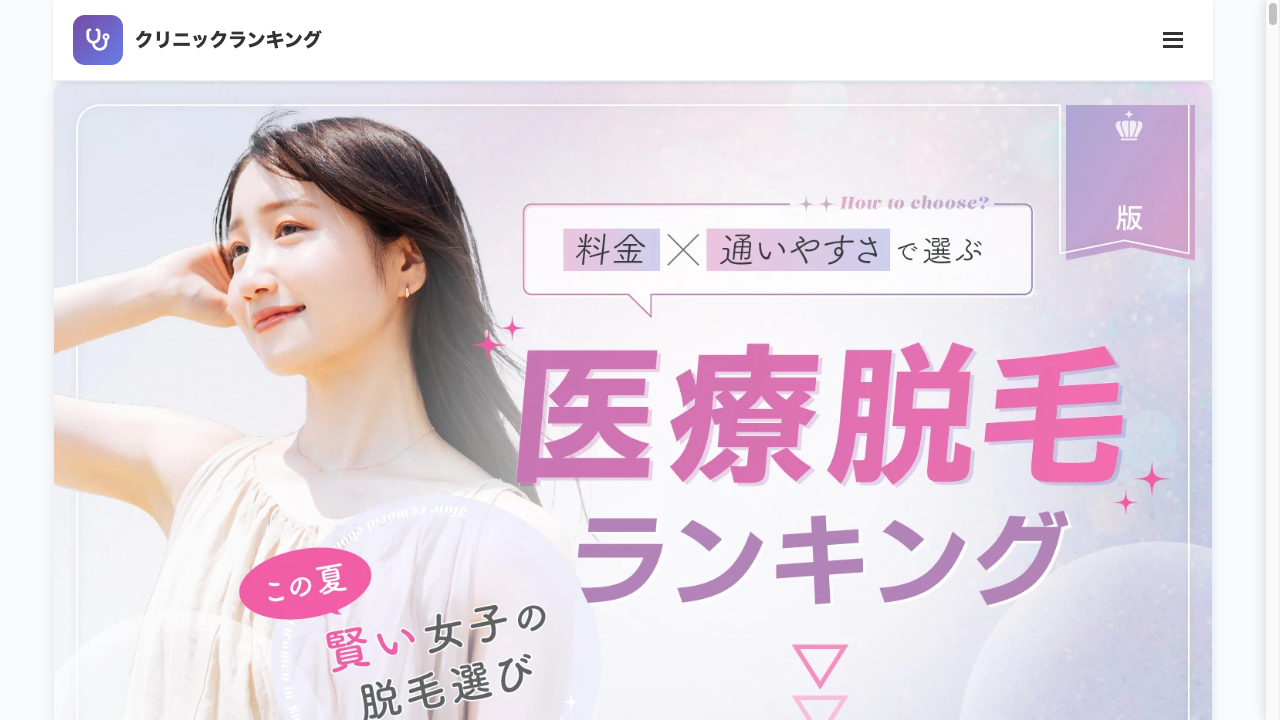 クリニックランキング
版
How to choose?
料金×通いやすさで選ぶ
医療脱毛
ランキング
この夏
賢い女子の
脱毛選び